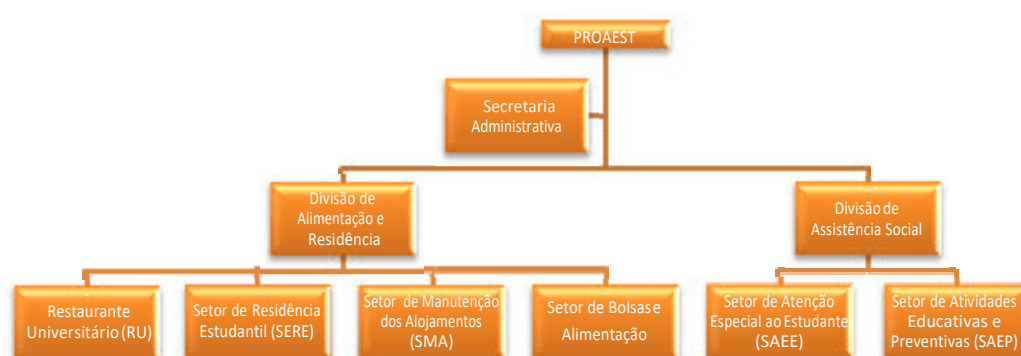 PROAEST
Secretaria
Administrativa
Divisão de
Alimentação e
Residência
Divisão de
Assistência Social
Restaurante
Universitário (RU)
Setor de Residência
Estudantil (SERE)
Setor de Manutenção
dos Alojamentos
(SMA)
Setor de Bolsas e
Alimentação
Setor de Atenção
Especial ao Estudante
(SAEE)
Setor de Atividades
Educativas e
Preventivas (SAEP)